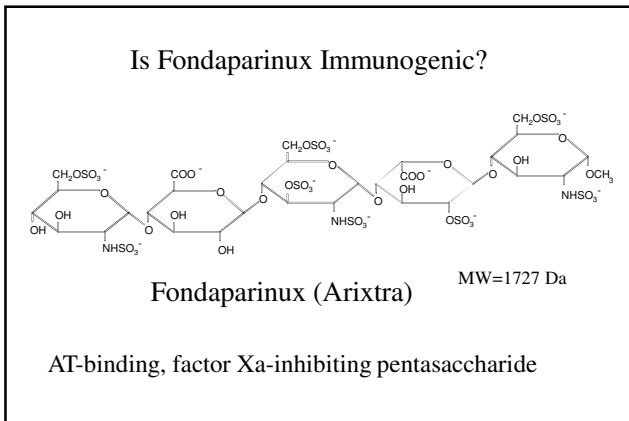 Is Fondaparinux Immunogenic?
CH₂OSO₃⁻
CH₂OSO₃⁻ COO⁻ CH₂OSO₃⁻ COO⁻ OH OCH₃
OH OH OH OSO₃⁻ OH NHSO₃⁻
OH NHSO₃⁻ OH NHSO₃⁻ OSO₃⁻
O O O O O O O O O
Fondaparinux (Arixtra) MW=1727 Da
AT-binding, factor Xa-inhibiting pentasaccharide